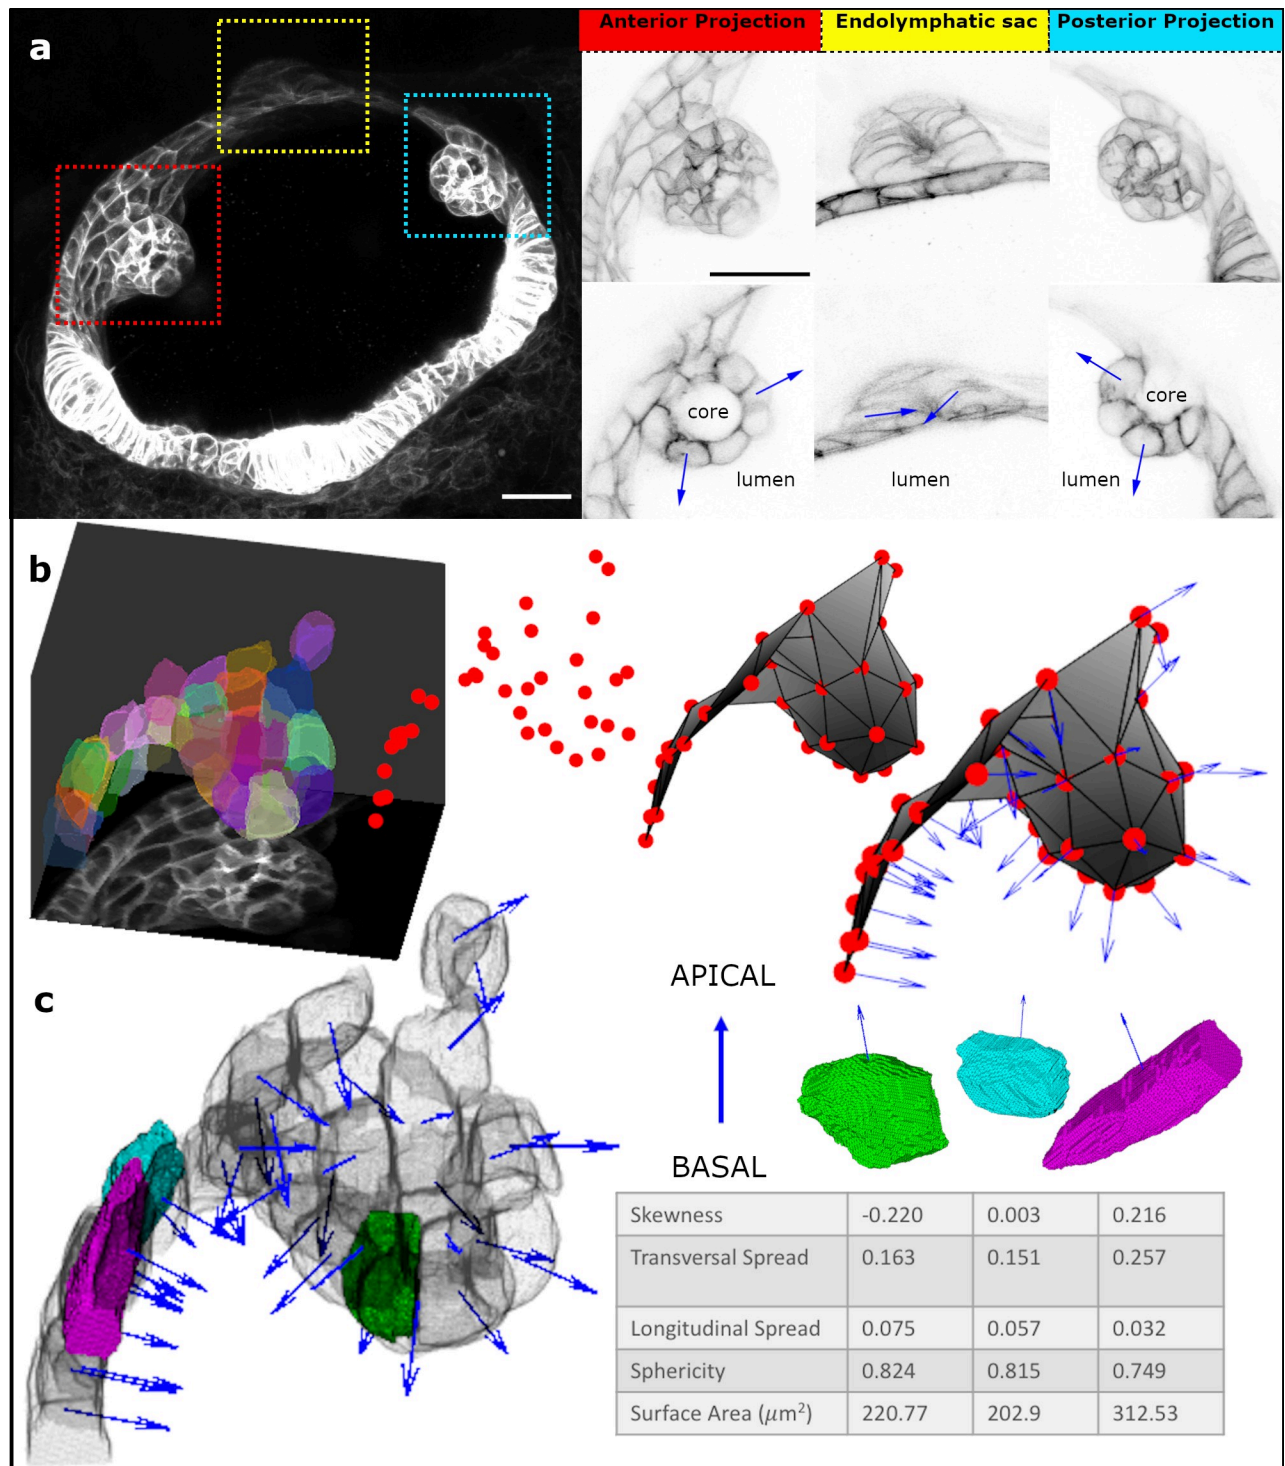 a
Anterior Projection Endolymphatic sac Posterior Projection
core core
lumen lumen lumen
b
APICAL
c
BASAL
Skewness -0.220 0.003 0.216
Transversal Spread 0.163 0.151 0.257
Longitudinal Spread 0.075 0.057 0.032
Sphericity 0.824 0.815 0.749
Surface Area (μm²) 220.77 202.9 312.53